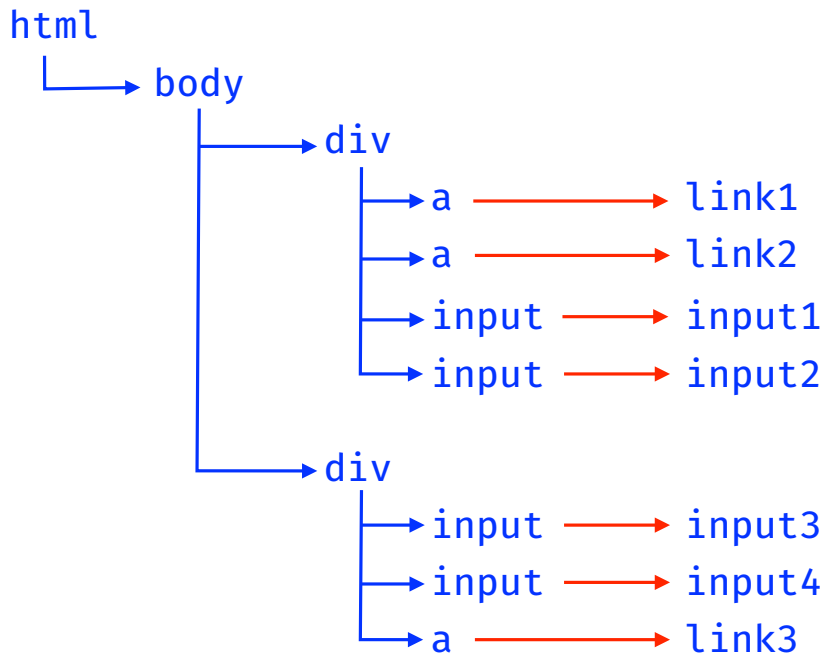 html
body
div
a link1
a link2
input input1
input input2
div
input input3
input input4
a link3